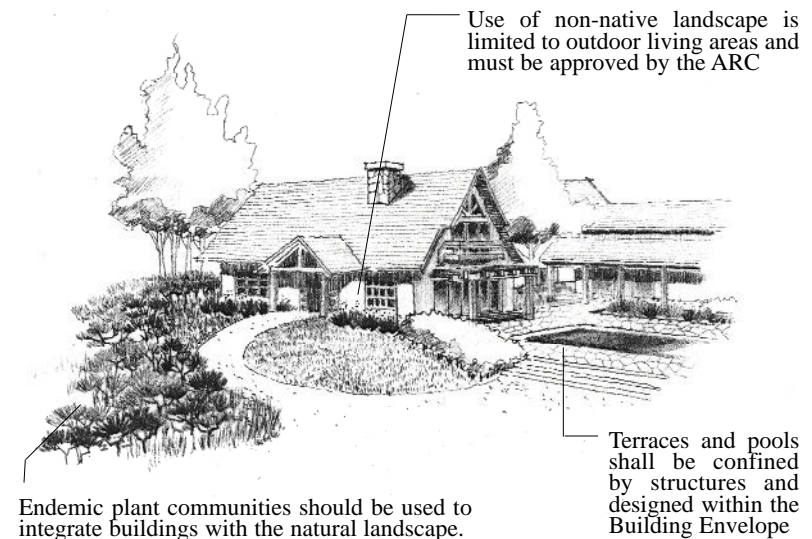 Use of non-native landscape is
limited to outdoor living areas and
must be approved by the ARC
Terraces and pools
shall be confined
by structures and
designed within the
Building Envelope
Endemic plant communities should be used to
integrate buildings with the natural landscape.